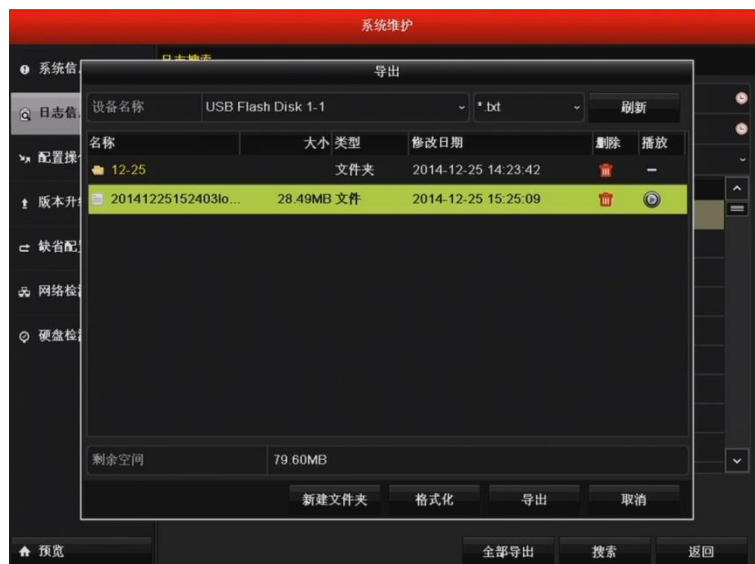 系统维护
系统信
日志搜索
导出
日志信
设备名称 USB Flash Disk 1-1 *.txt 刷新
名称 大小 类型 修改日期 删除 播放
配置操
12-25 文件夹 2014-12-25 14:23:42
版本升
20141225152403lo... 28.49MB 文件 2014-12-25 15:25:09
缺省配
网络检
硬盘检
剩余空间 79.60MB
新建文件夹 格式化 导出 取消
预览 全部导出 搜索 返回